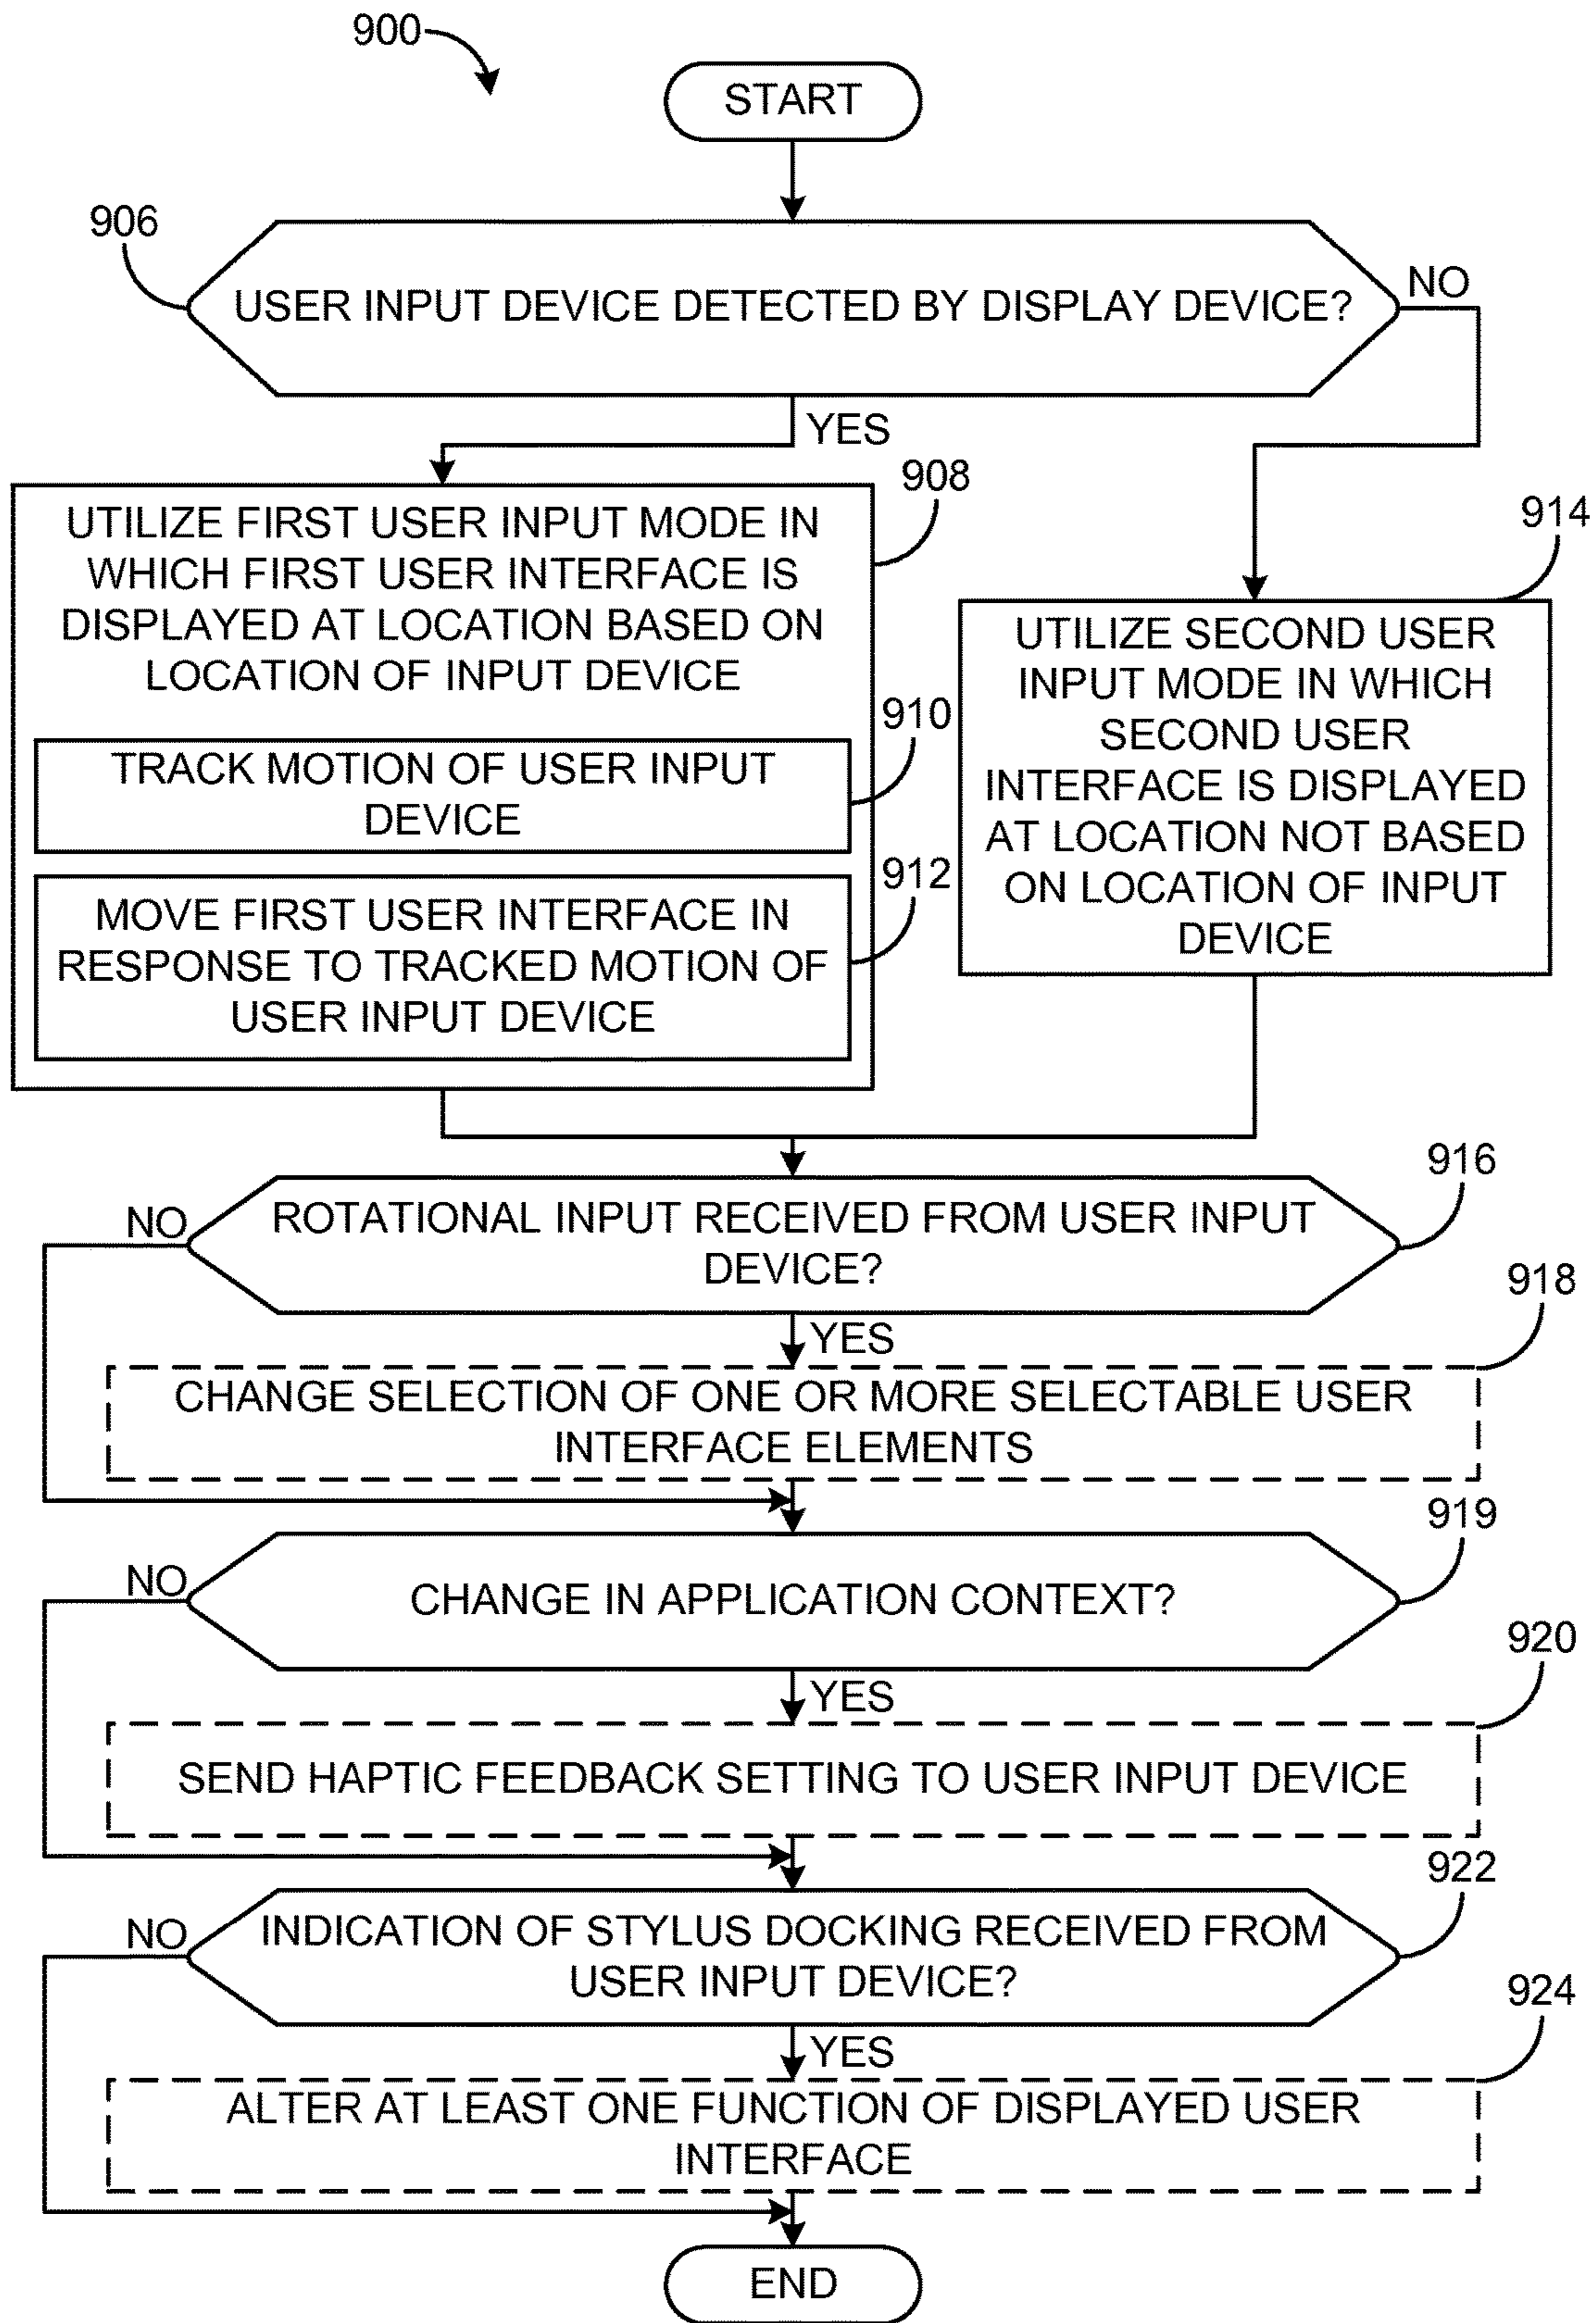 900
START
906
USER INPUT DEVICE DETECTED BY DISPLAY DEVICE?
NO
YES
908
UTILIZE FIRST USER INPUT MODE IN
WHICH FIRST USER INTERFACE IS
DISPLAYED AT LOCATION BASED ON
LOCATION OF INPUT DEVICE
910
TRACK MOTION OF USER INPUT
DEVICE
912
MOVE FIRST USER INTERFACE IN
RESPONSE TO TRACKED MOTION OF
USER INPUT DEVICE
914
UTILIZE SECOND USER
INPUT MODE IN WHICH
SECOND USER
INTERFACE IS DISPLAYED
AT LOCATION NOT BASED
ON LOCATION OF INPUT
DEVICE
916
NO
ROTATIONAL INPUT RECEIVED FROM USER INPUT
DEVICE?
918
YES
CHANGE SELECTION OF ONE OR MORE SELECTABLE USER
INTERFACE ELEMENTS
919
NO
CHANGE IN APPLICATION CONTEXT?
920
YES
SEND HAPTIC FEEDBACK SETTING TO USER INPUT DEVICE
922
NO
INDICATION OF STYLUS DOCKING RECEIVED FROM
USER INPUT DEVICE?
924
YES
ALTER AT LEAST ONE FUNCTION OF DISPLAYED USER
INTERFACE
END